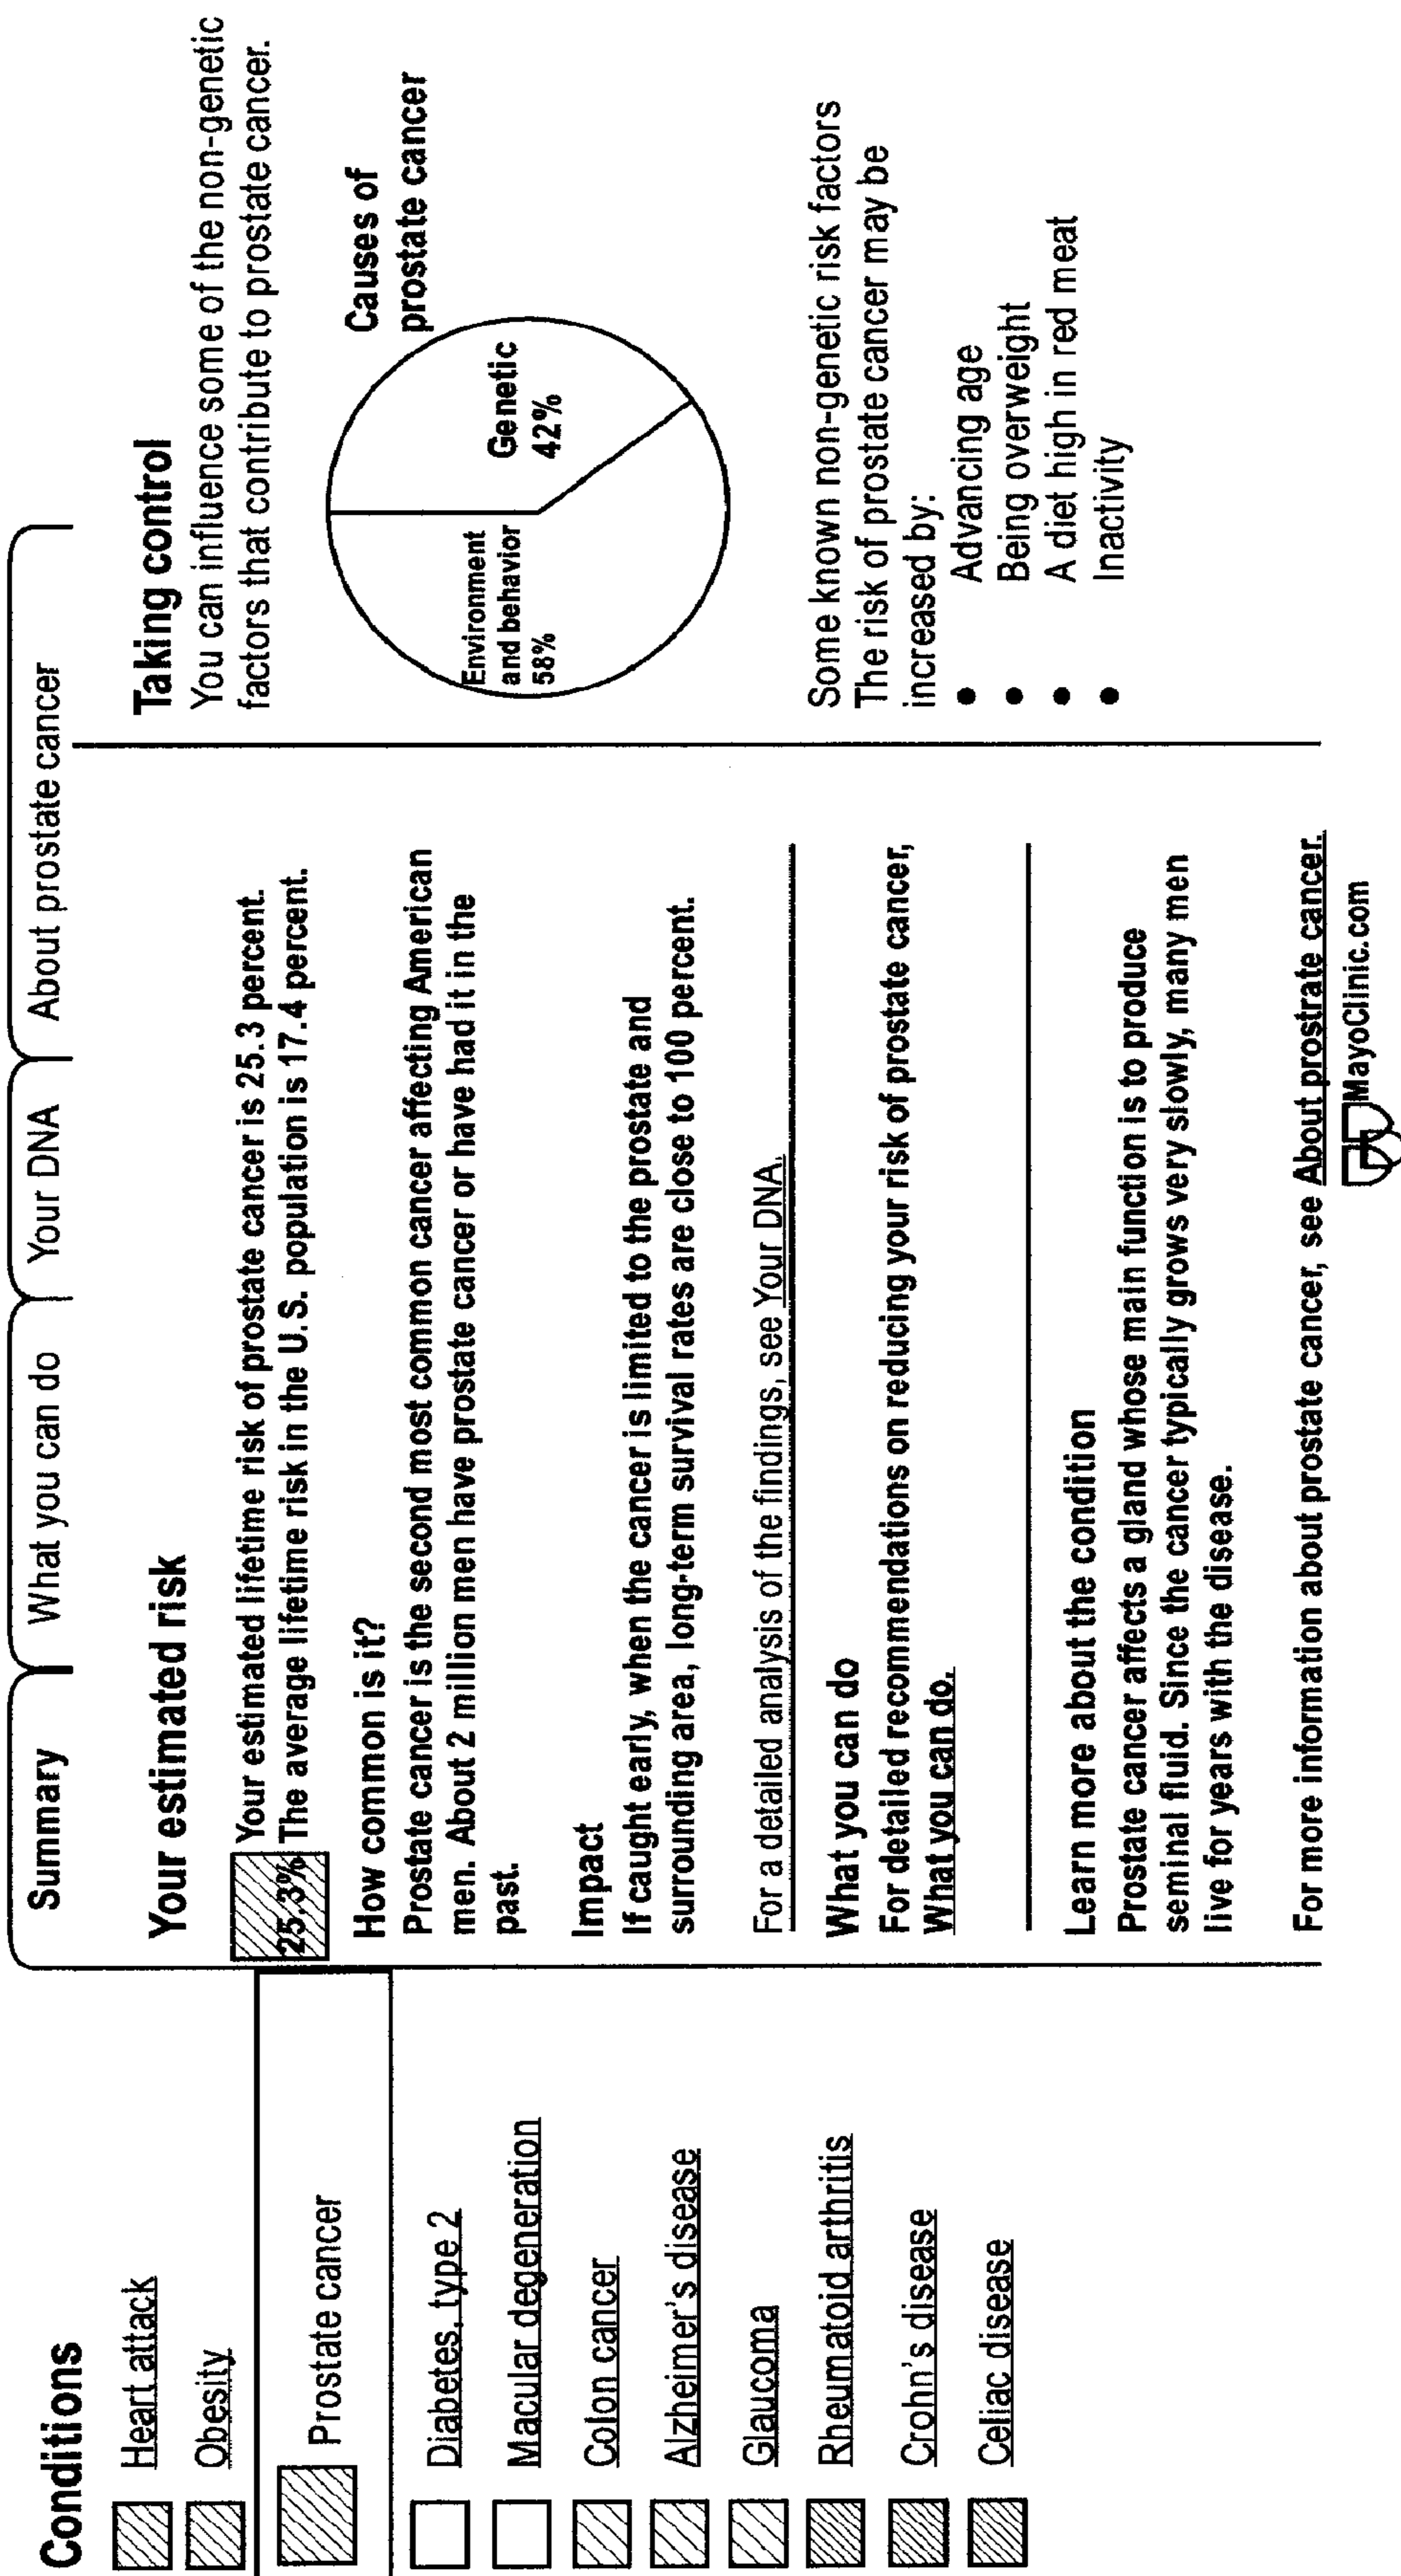 Conditions
Heart attack
Obesity
Prostate cancer
Diabetes, type 2
Macular degeneration
Colon cancer
Alzheimer's disease
Glaucoma
Rheumatoid arthritis
Crohn's disease
Celiac disease
Summary
What you can do
Your DNA
About prostate cancer
Your estimated risk
25.3%
Your estimated lifetime risk of prostate cancer is 25.3 percent.
The average lifetime risk in the U.S. population is 17.4 percent.
How common is it?
Prostate cancer is the second most common cancer affecting American
men. About 2 million men have prostate cancer or have had it in the
past.
Impact
If caught early, when the cancer is limited to the prostate and
surrounding area, long-term survival rates are close to 100 percent.
For a detailed analysis of the findings, see Your DNA.
What you can do
For detailed recommendations on reducing your risk of prostate cancer,
What you can do.
Learn more about the condition
Prostate cancer affects a gland whose main function is to produce
seminal fluid. Since the cancer typically grows very slowly, many men
live for years with the disease.
For more information about prostate cancer, see About prostrate cancer.
MayoClinic.com
Taking control
You can influence some of the non-genetic
factors that contribute to prostate cancer.
Causes of
prostate cancer
Environment
and behavior
58%
Genetic
42%
Some known non-genetic risk factors
The risk of prostate cancer may be
increased by:
• Advancing age
• Being overweight
• A diet high in red meat
• Inactivity